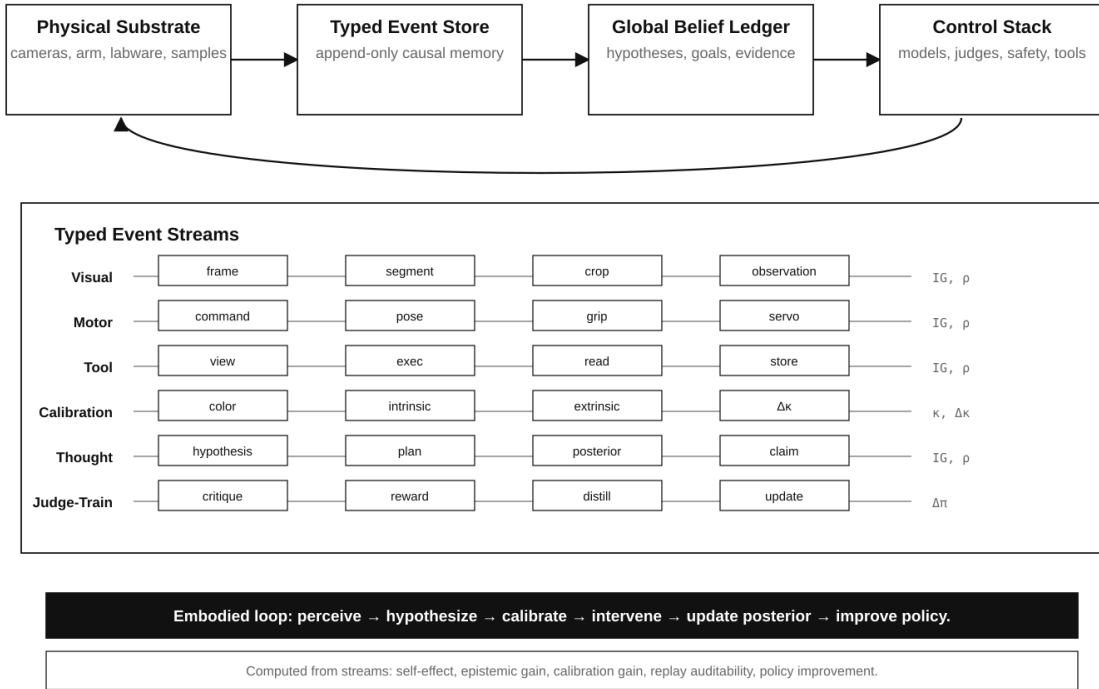 Physical Substrate
cameras, arm, labware, samples
Typed Event Store
append-only causal memory
Global Belief Ledger
hypotheses, goals, evidence
Control Stack
models, judges, safety, tools
Typed Event Streams
Visual frame segment crop observation IG, ρ
Motor command pose grip servo IG, ρ
Tool view exec read store IG, ρ
Calibration color intrinsic extrinsic Δκ κ, Δκ
Thought hypothesis plan posterior claim IG, ρ
Judge-Train critique reward distill update Δπ
Embodied loop: perceive → hypothesize → calibrate → intervene → update posterior → improve policy.
Computed from streams: self-effect, epistemic gain, calibration gain, replay auditability, policy improvement.